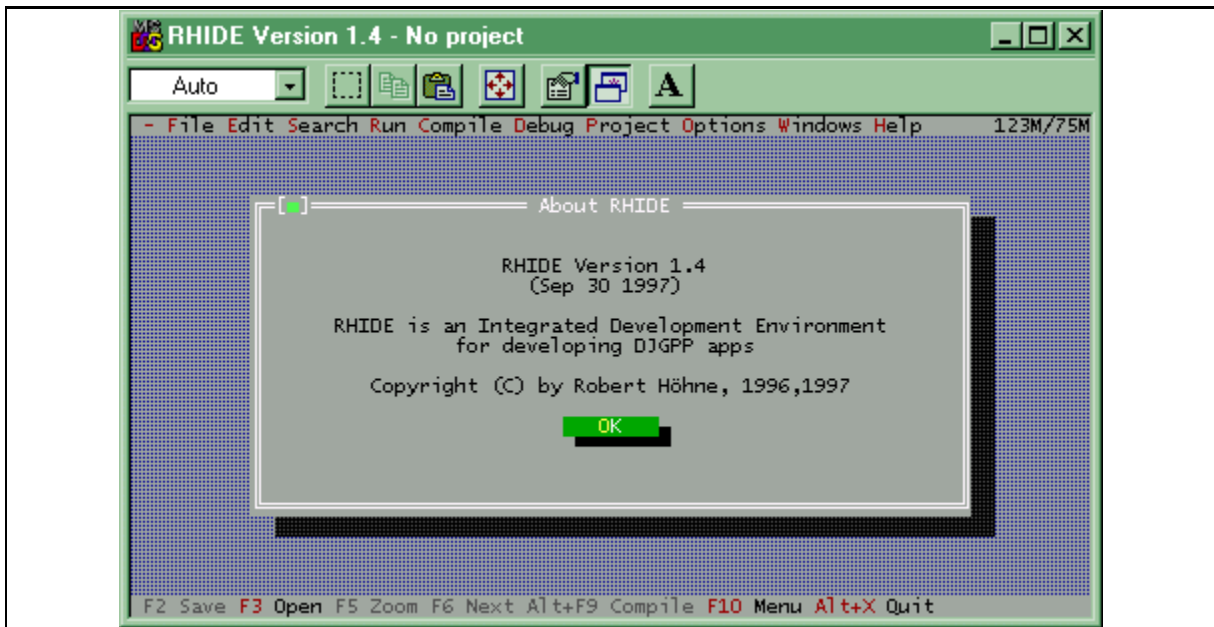 RHIDE Version 1.4 - No project
Auto
A
- File Edit Search Run Compile Debug Project Options Windows Help 123M/75M
About RHIDE
RHIDE Version 1.4
(Sep 30 1997)
RHIDE is an Integrated Development Environment
for developing DJGPP apps
Copyright (C) by Robert Höhne, 1996,1997
OK
F2 Save F3 Open F5 Zoom F6 Next Alt+F9 Compile F10 Menu Alt+X Quit